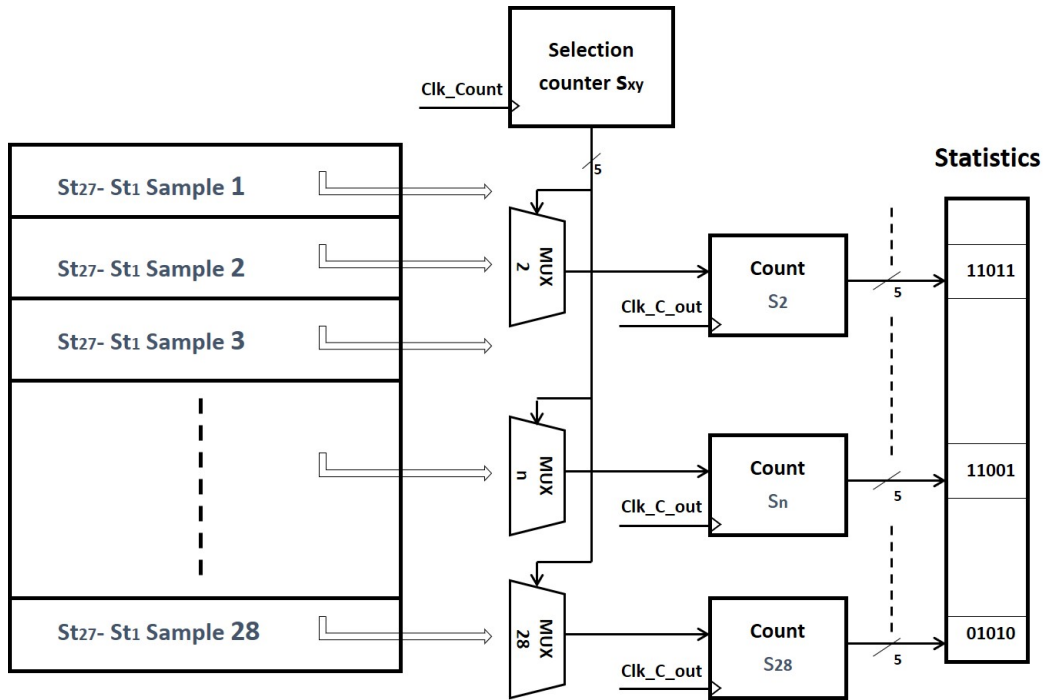 Selection
counter Sxy
Clk_Count
5
Statistics
St27- St1 Sample 1
MUX
2
St27- St1 Sample 2
Count
S2
Clk_C_out
5
11011
St27- St1 Sample 3
MUX
n
Count
Sn
Clk_C_out
5
11001
St27- St1 Sample 28
MUX
28
Count
S28
Clk_C_out
5
01010